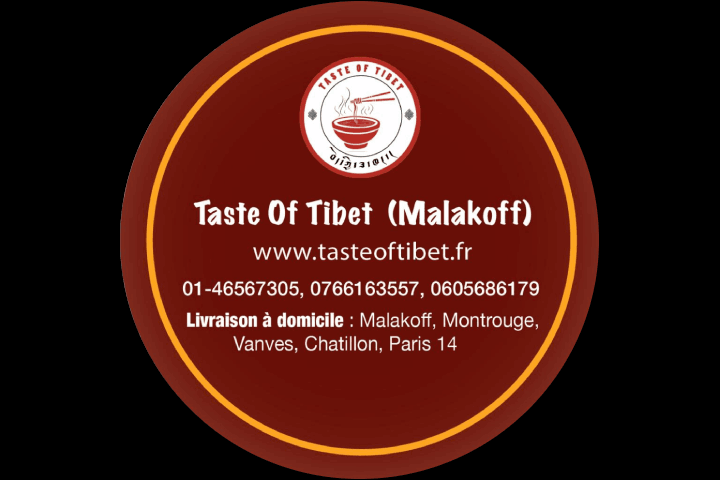 TASTE OF TIBET
Taste Of Tibet (Malakoff)
www.tasteoftibet.fr
01-46567305, 0766163557, 0605686179
Livraison à domicile : Malakoff, Montrouge,
Vanves, Chatillon, Paris 14